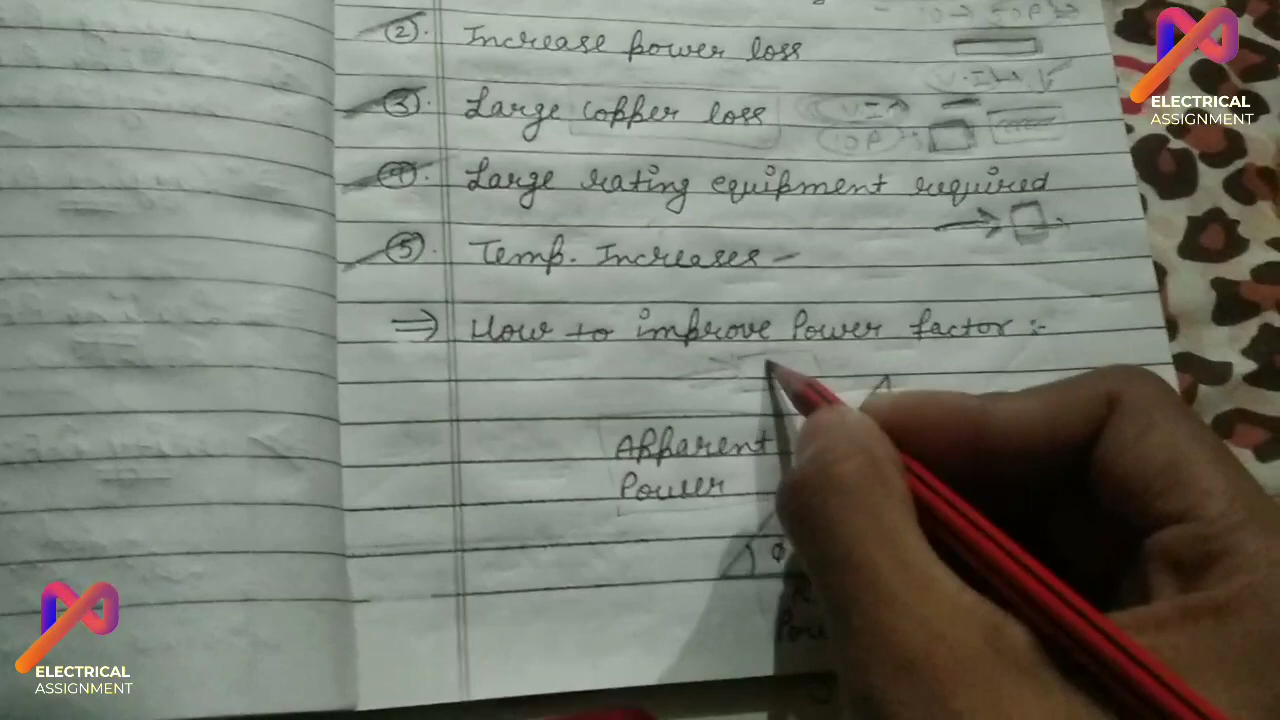 ②. Increase power loss
③. Large copper loss
④. Large rating equipment required
⑤. Temp. Increases -
⇒ How to improve Power factor :-
Apparent
Power
Φ
ELECTRICAL
ASSIGNMENT
ELECTRICAL
ASSIGNMENT